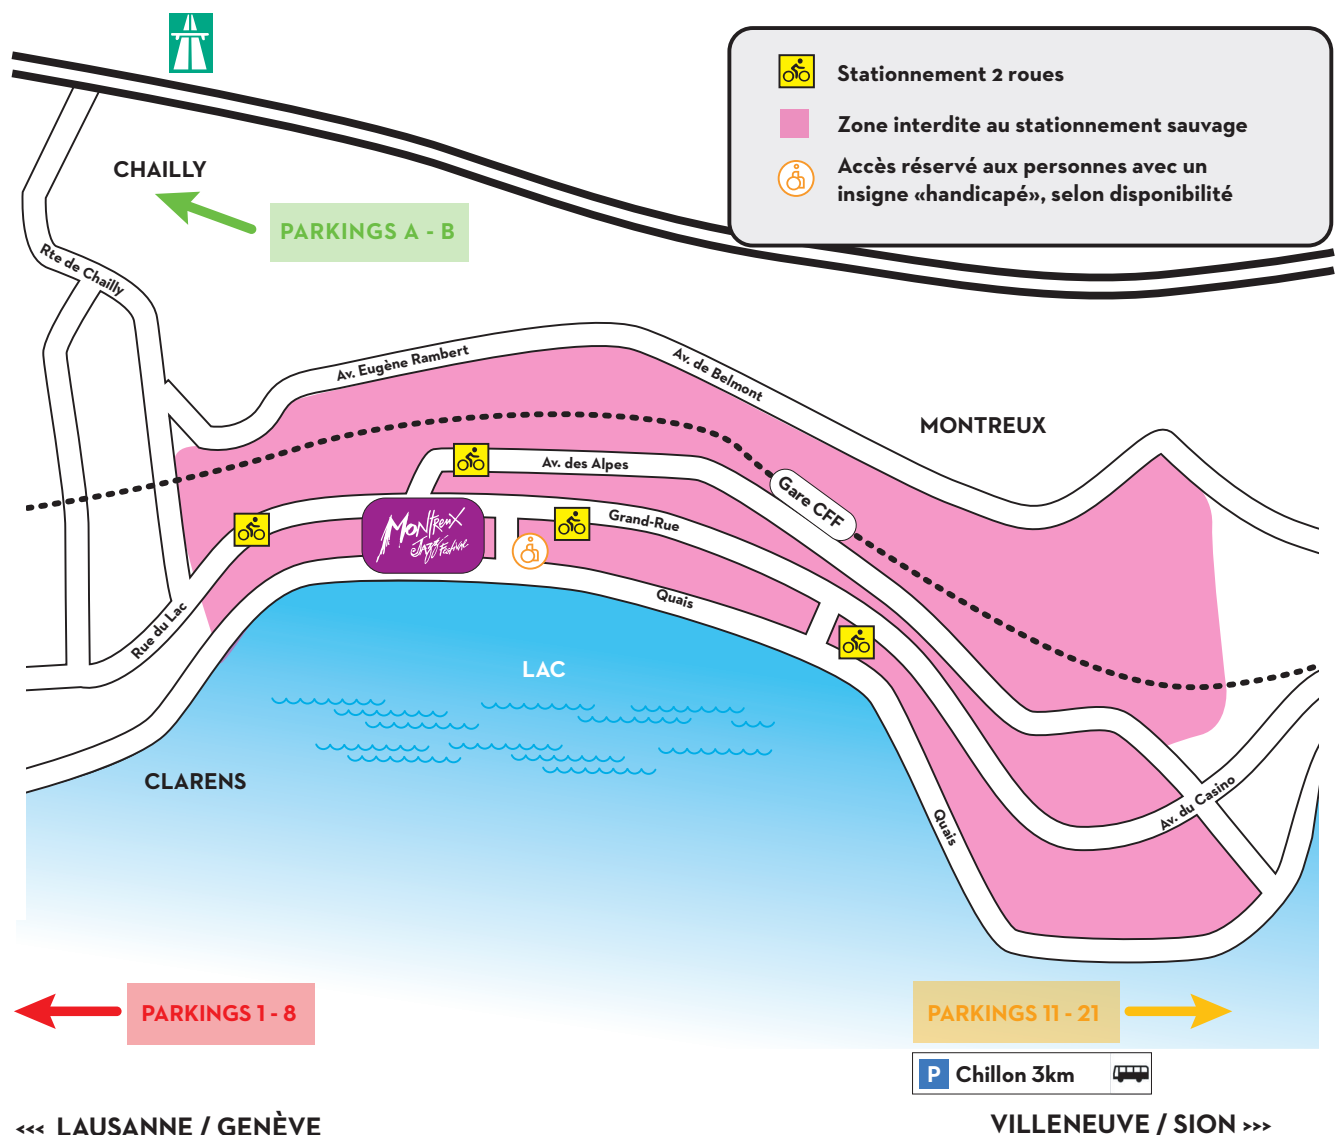 Stationnement 2 roues
Zone interdite au stationnement sauvage
Accès réservé aux personnes avec un
insigne «handicapé», selon disponibilité
CHAILLY
PARKINGS A - B
Rte de Chailly
Av. Eugène Rambert
Av. de Belmont
MONTREUX
Av. des Alpes
Gare CFF
Grand-Rue
MONTREUX
JAZZ FESTIVAL
Quais
Rue du Lac
LAC
CLARENS
Quais
Av. du Casino
PARKINGS 1 - 8
PARKINGS 11 - 21
P Chillon 3km
<<< LAUSANNE / GENÈVE
VILLENEUVE / SION >>>